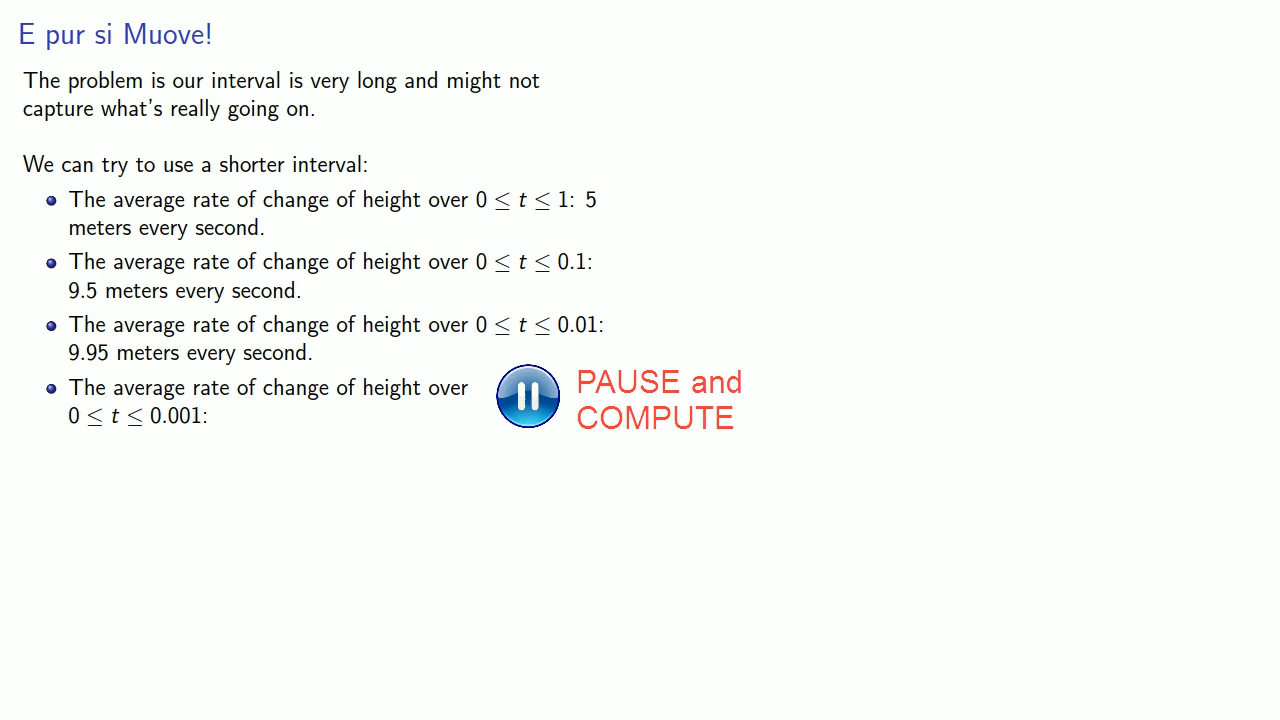 E pur si Muove!
The problem is our interval is very long and might not
capture what's really going on.
We can try to use a shorter interval:
The average rate of change of height over 0 ≤ t ≤ 1: 5
meters every second.
The average rate of change of height over 0 ≤ t ≤ 0.1:
9.5 meters every second.
The average rate of change of height over 0 ≤ t ≤ 0.01:
9.95 meters every second.
The average rate of change of height over
0 ≤ t ≤ 0.001:
PAUSE and
COMPUTE